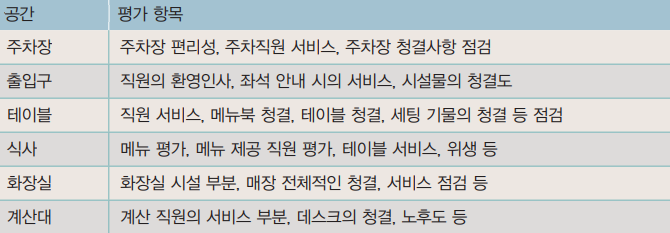 공간 평가 항목
주차장 주차장 편리성, 주차직원 서비스, 주차장 청결사항 점검
출입구 직원의 환영인사, 좌석 안내 시의 서비스, 시설물의 청결도
테이블 직원 서비스, 메뉴북 청결, 테이블 청결, 세팅 기물의 청결 등 점검
식사 메뉴 평가, 메뉴 제공 직원 평가, 테이블 서비스, 위생 등
화장실 화장실 시설 부분, 매장 전체적인 청결, 서비스 점검 등
계산대 계산 직원의 서비스 부분, 데스크의 청결, 노후도 등